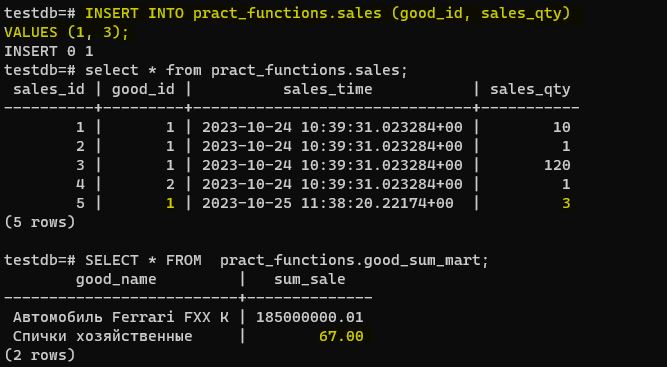 testdb=# INSERT INTO pract_functions.sales (good_id, sales_qty)
VALUES (1, 3);
INSERT 0 1
testdb=# select * from pract_functions.sales;
 sales_id | good_id |          sales_time           | sales_qty
----------+---------+-------------------------------+-----------
        1 |       1 | 2023-10-24 10:39:31.023284+00 |        10
        2 |       1 | 2023-10-24 10:39:31.023284+00 |         1
        3 |       1 | 2023-10-24 10:39:31.023284+00 |       120
        4 |       2 | 2023-10-24 10:39:31.023284+00 |         1
        5 |       1 | 2023-10-25 11:38:20.22174+00  |         3
(5 rows)

testdb=# SELECT * FROM  pract_functions.good_sum_mart;
        good_name         |   sum_sale
--------------------------+--------------
 Автомобиль Ferrari FXX K | 185000000.01
 Спички хозяйственные     |        67.00
(2 rows)